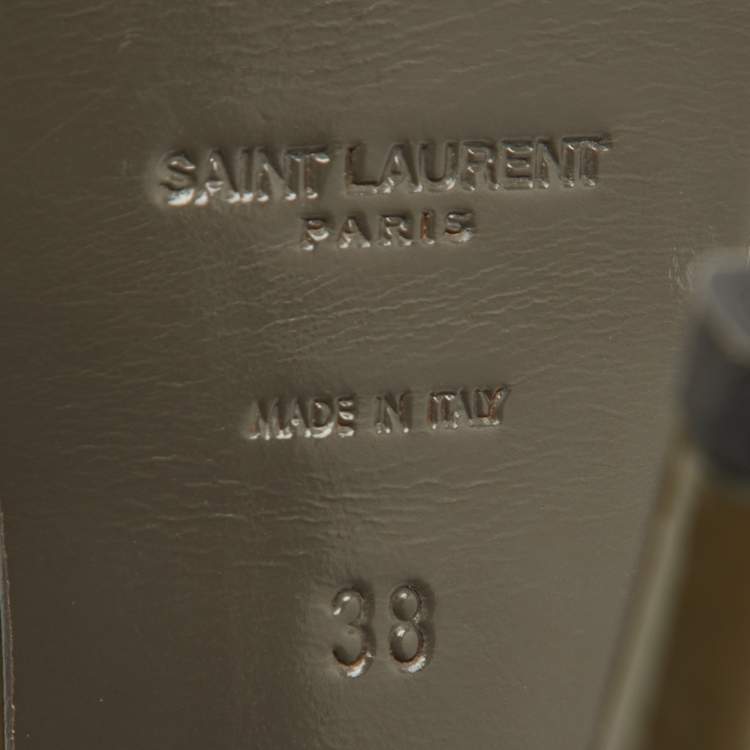 SAINT LAURENT
PARIS
MADE IN ITALY
38